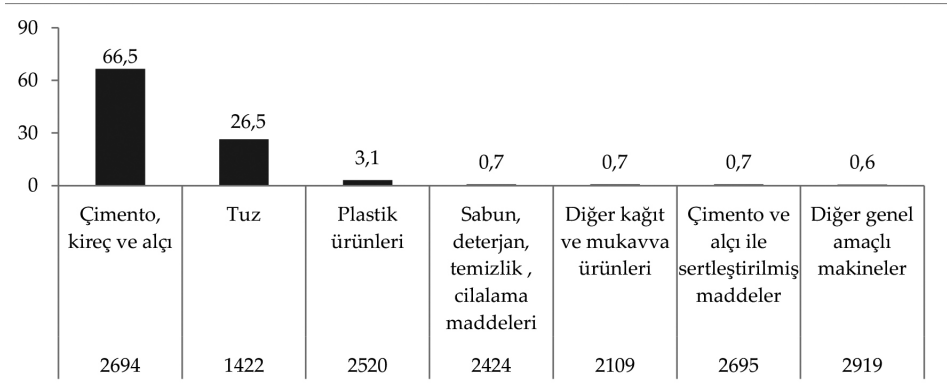 90
60
30
0
66,5
26,5
3,1
0,7
0,7
0,7
0,6
Çimento,
kireç ve alçı
Tuz
Plastik
ürünleri
Sabun,
deterjan,
temizlik ,
cilalama
maddeleri
Diğer kağıt
ve mukavva
ürünleri
Çimento ve
alçı ile
sertleştirilmiş
maddeler
Diğer genel
amaçlı
makineler
2694
1422
2520
2424
2109
2695
2919